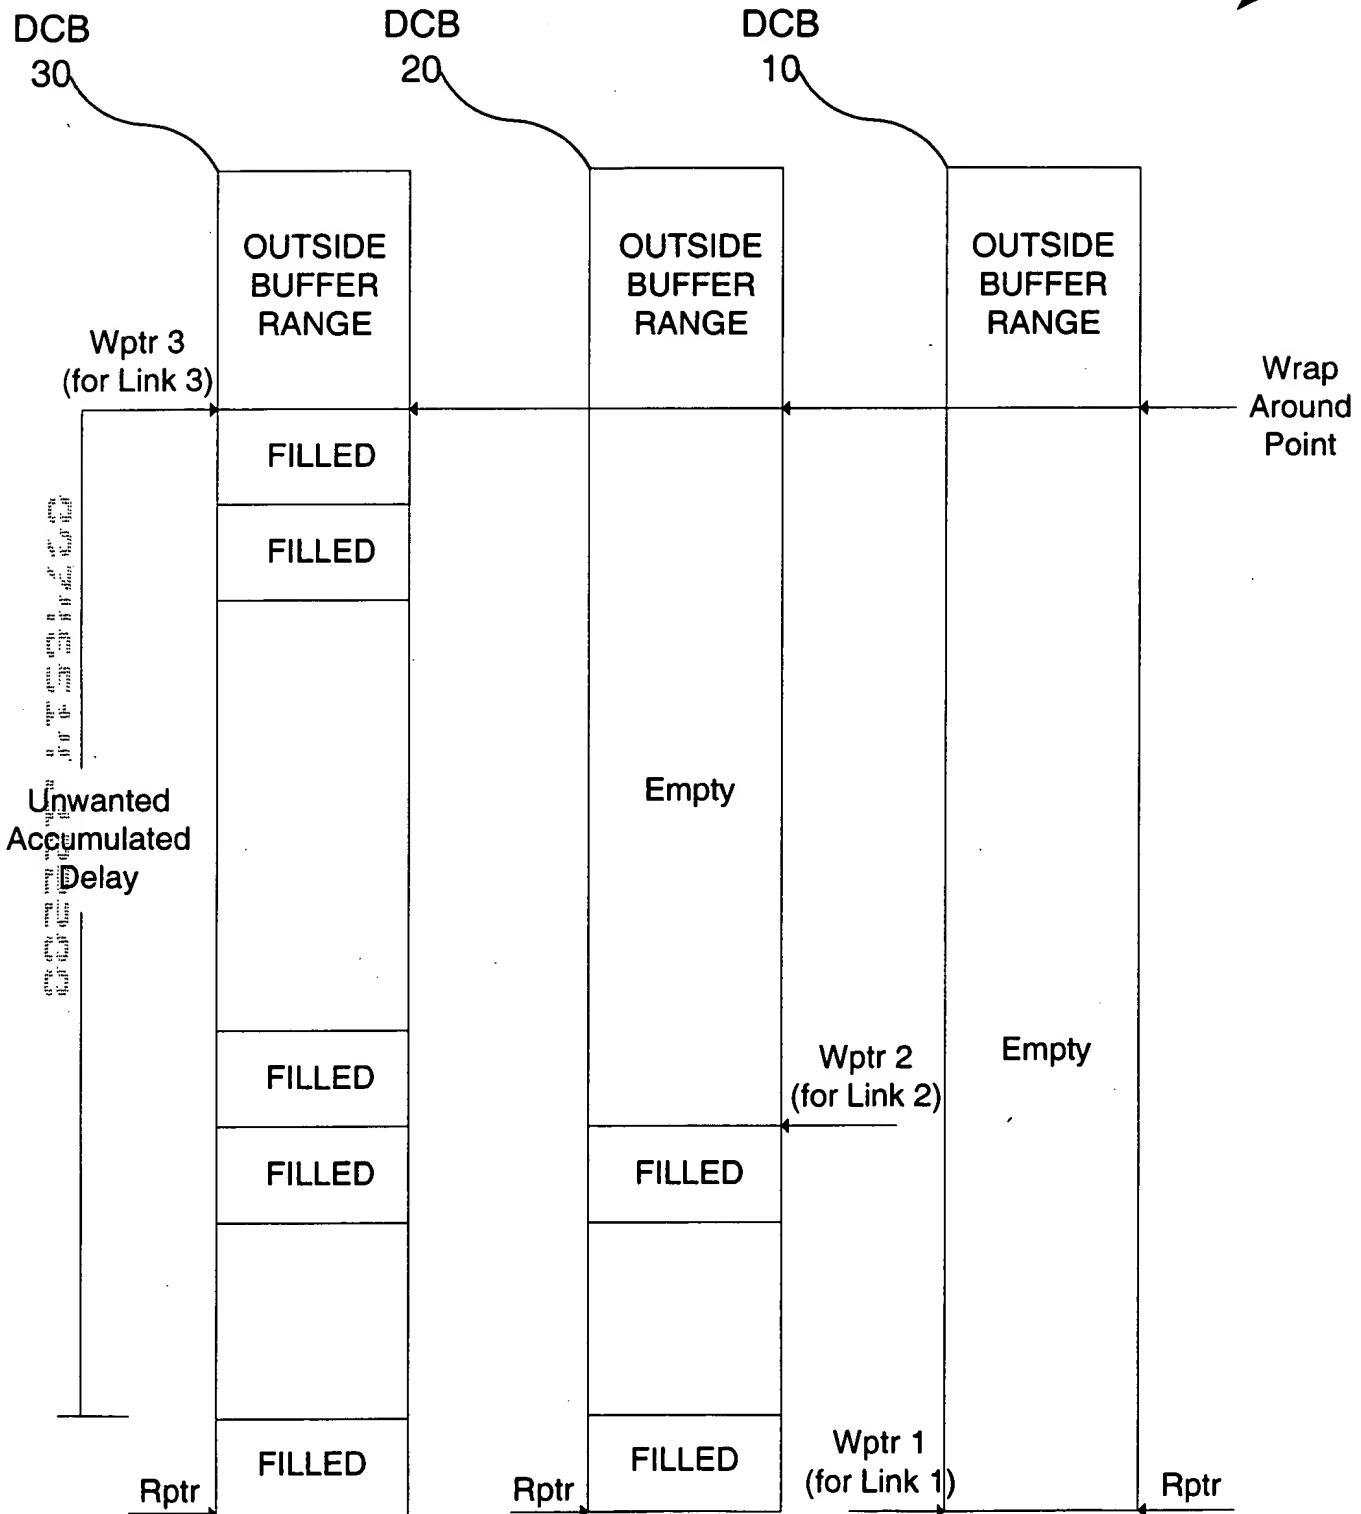 DCB
30
DCB
20
DCB
10
OUTSIDE
BUFFER
RANGE
OUTSIDE
BUFFER
RANGE
OUTSIDE
BUFFER
RANGE
Wptr 3
(for Link 3)
Wrap
Around
Point
FILLED
FILLED
Unwanted
Accumulated
Delay
Empty
Empty
Wptr 2
(for Link 2)
FILLED
FILLED
FILLED
FILLED
FILLED
Wptr 1
(for Link 1)
Rptr
Rptr
Rptr